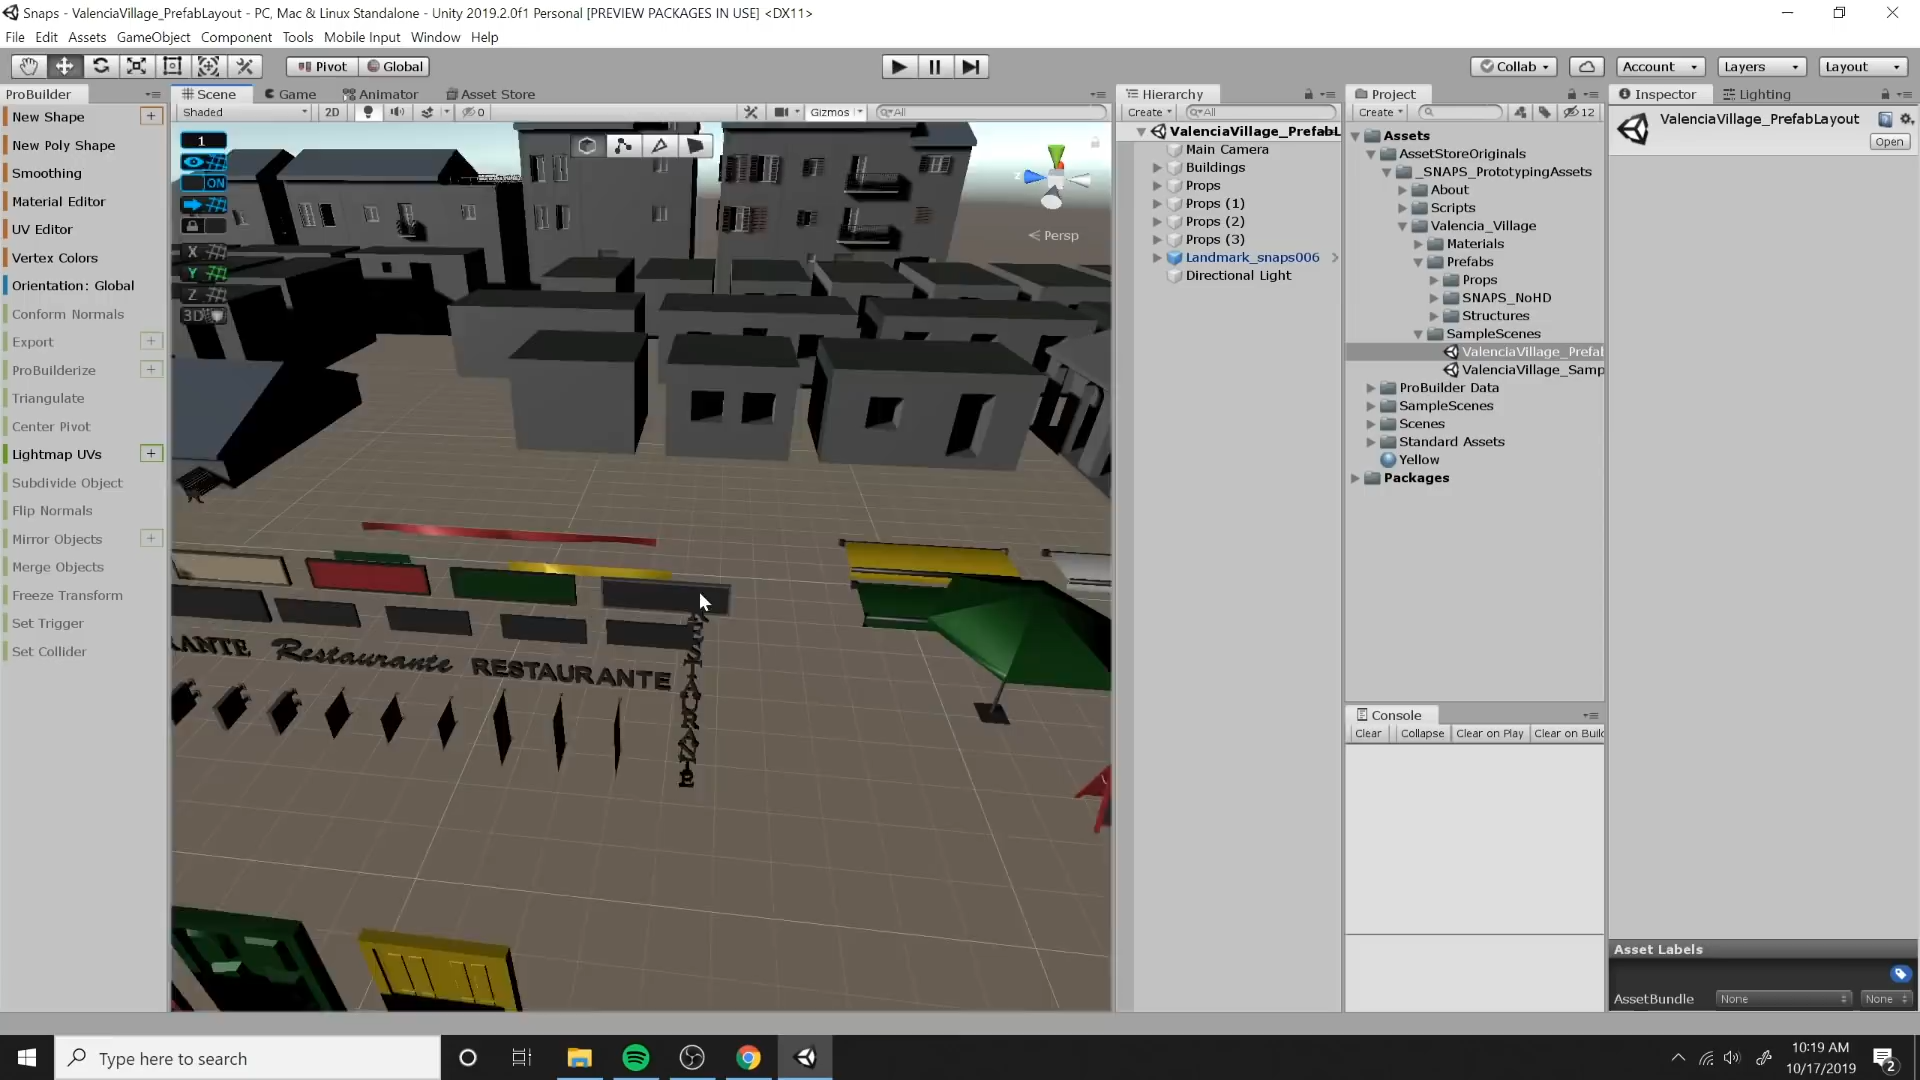 Snaps - ValenciaVillage_PrefabLayout - PC, Mac & Linux Standalone - Unity 2019.2.0f1 Personal [PREVIEW PACKAGES IN USE] <DX11>
File Edit Assets GameObject Component Tools Mobile Input Window Help
Pivot Global Collab Account Layers Layout
ProBuilder
New Shape +
New Poly Shape
Smoothing
Material Editor
UV Editor
Vertex Colors
Orientation: Global
Conform Normals
Export +
ProBuilderize +
Triangulate
Center Pivot
Lightmap UVs +
Subdivide Object
Flip Normals
Mirror Objects +
Merge Objects
Freeze Transform
Set Trigger
Set Collider
Scene Game Animator Asset Store
Shaded 2D 0 Gizmos All
1
ON
X
Y
Z
3D
z
Persp
RANTE Restaurante RESTAURANTE
RESTAURANTE
Hierarchy
Create All
ValenciaVillage_PrefabL
Main Camera
Buildings
Props
Props (1)
Props (2)
Props (3)
Landmark_snaps006
Directional Light
Project
Create 12
Assets
AssetStoreOriginals
_SNAPS_PrototypingAssets
About
Scripts
Valencia_Village
Materials
Prefabs
Props
SNAPS_NoHD
Structures
SampleScenes
ValenciaVillage_Prefab
ValenciaVillage_Samp
ProBuilder Data
SampleScenes
Scenes
Standard Assets
Yellow
Packages
Console
Clear Collapse Clear on Play Clear on Build
Inspector Lighting
ValenciaVillage_PrefabLayout
Open
Asset Labels
AssetBundle None None
Type here to search
10:19 AM
10/17/2019
2